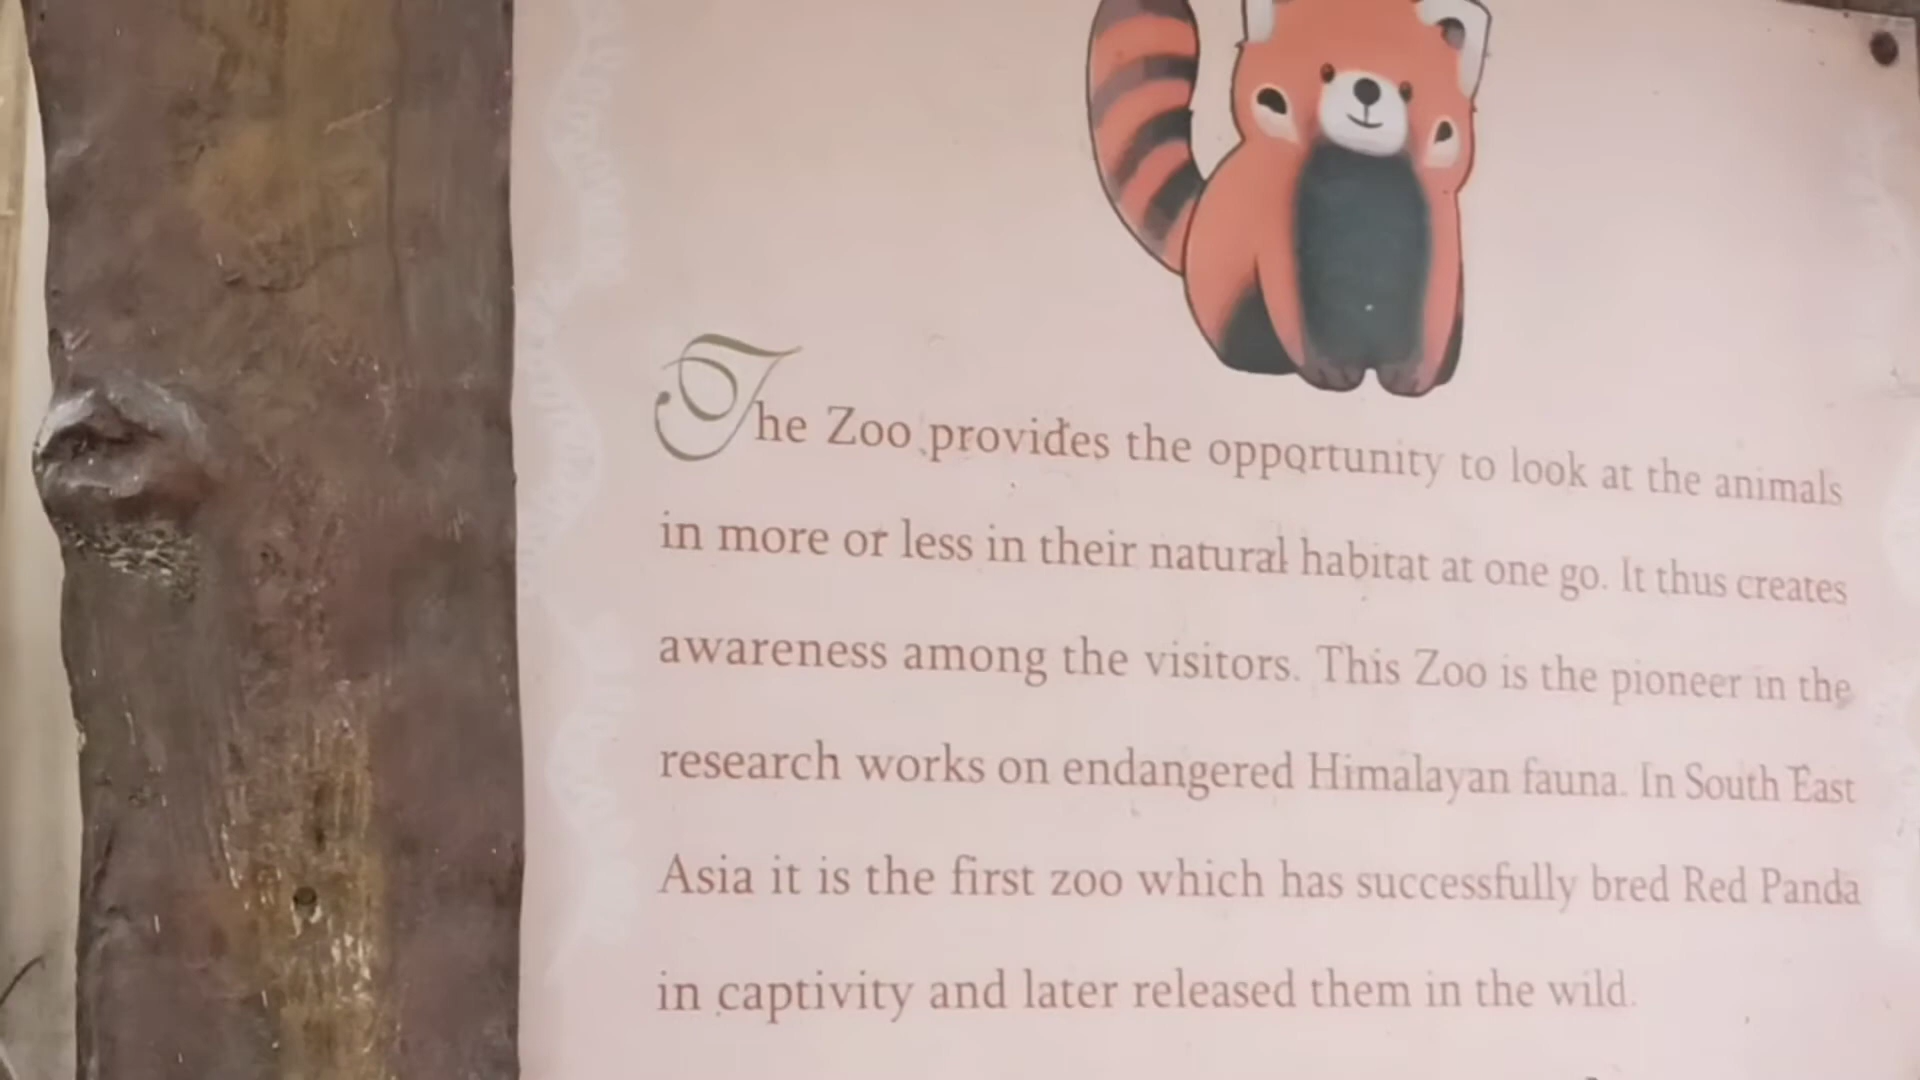 The Zoo provides the opportunity to look at the animals
in more or less in their natural habitat at one go. It thus creates
awareness among the visitors. This Zoo is the pioneer in the
research works on endangered Himalayan fauna. In South East
Asia it is the first zoo which has successfully bred Red Panda
in captivity and later released them in the wild.